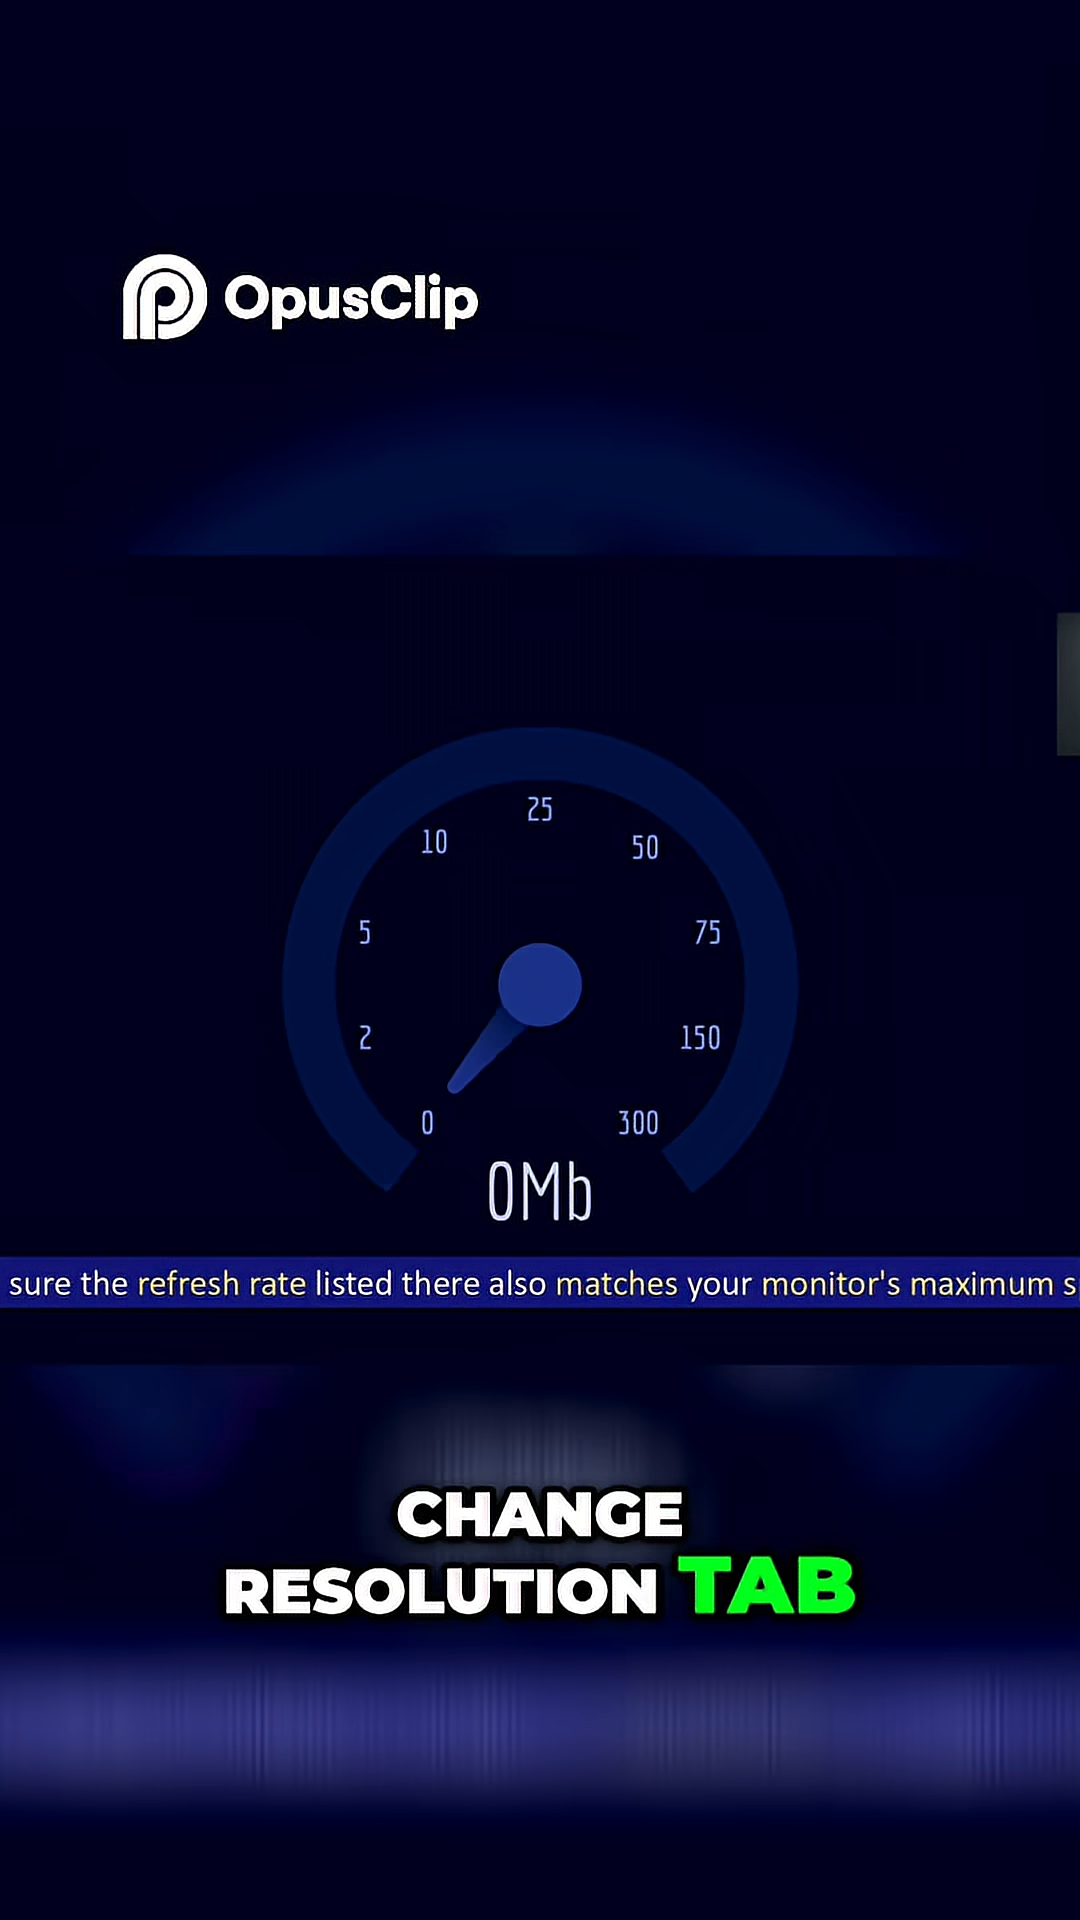 OpusClip
25
10
50
5
75
2
150
0
300
0Mb
sure the refresh rate listed there also matches your monitor's maximum s
CHANGE
RESOLUTION TAB